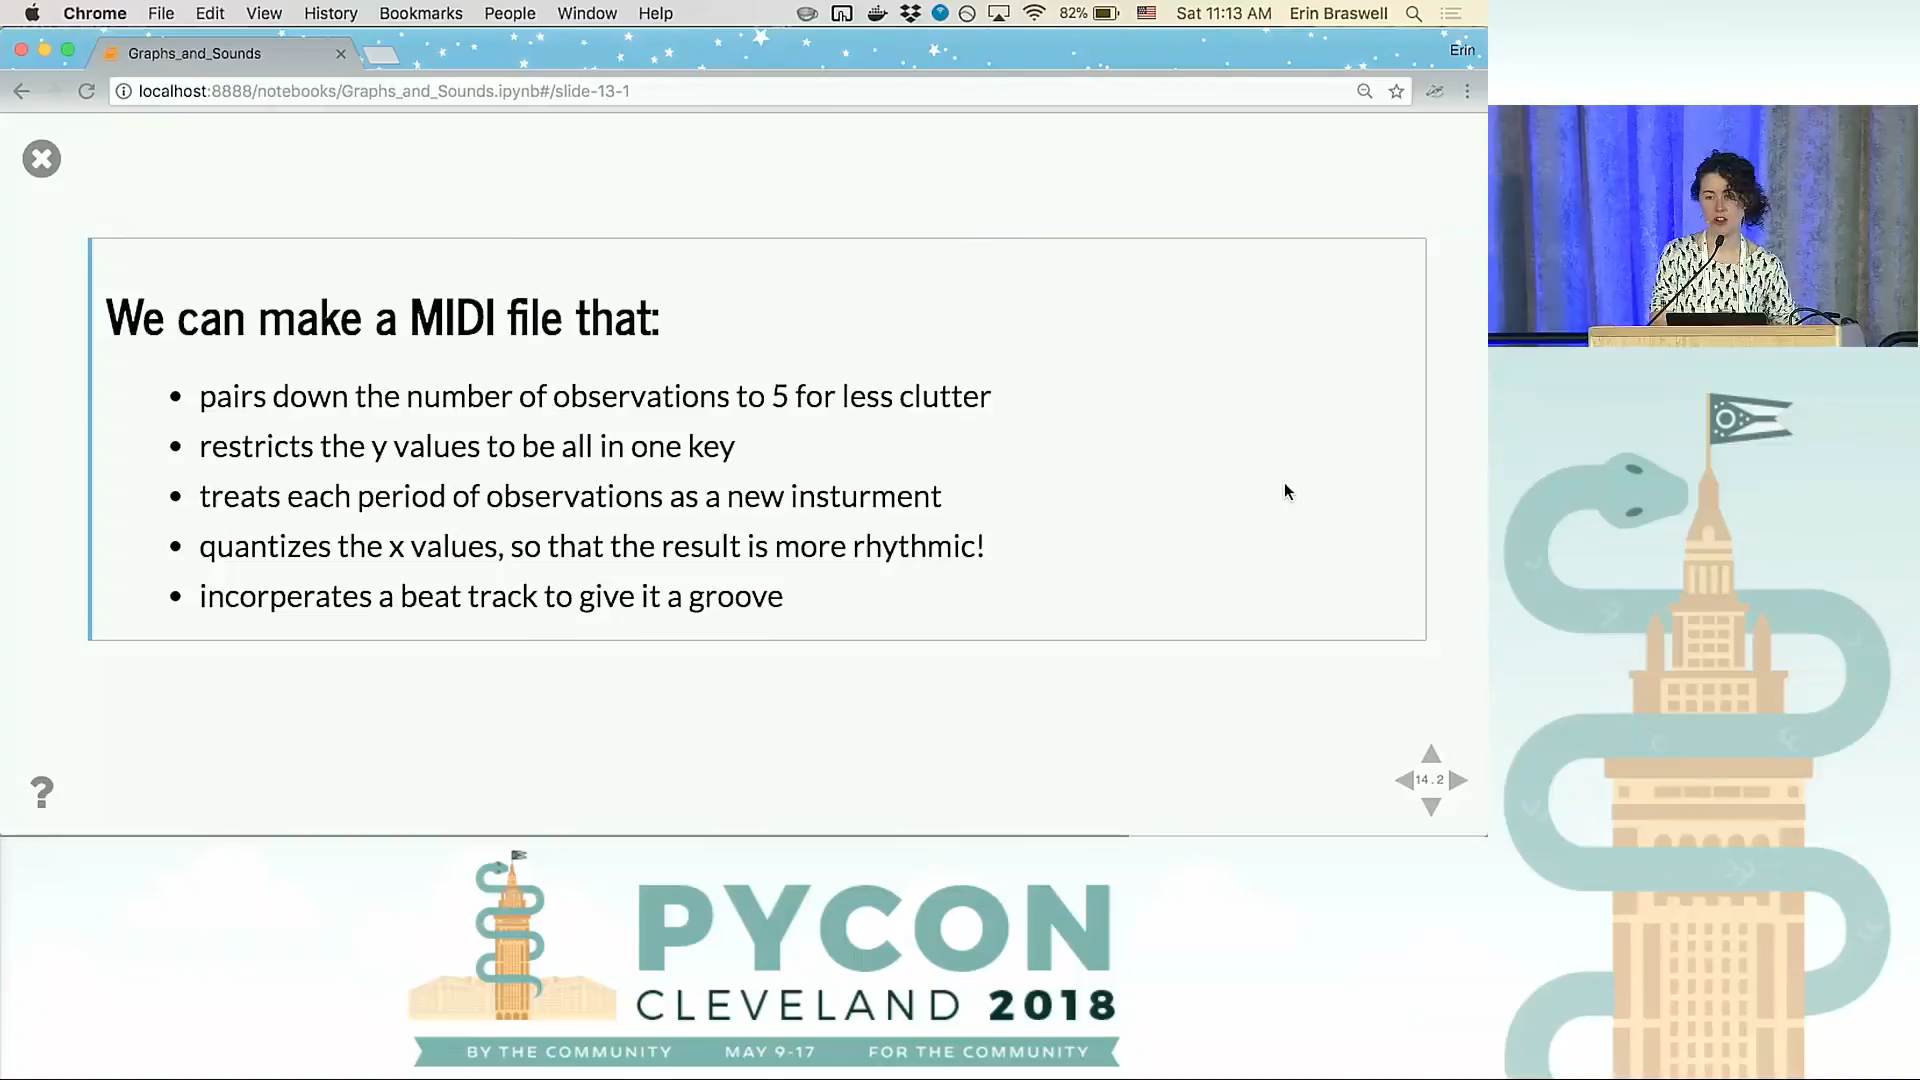 Chrome File Edit View History Bookmarks People Window Help 82% Sat 11:13 AM Erin Braswell
Graphs_and_Sounds Erin
localhost:8888/notebooks/Graphs_and_Sounds.ipynb#/slide-13-1
We can make a MIDI file that:
pairs down the number of observations to 5 for less clutter
restricts the y values to be all in one key
treats each period of observations as a new insturment
quantizes the x values, so that the result is more rhythmic!
incorperates a beat track to give it a groove
14.2
?
PYCON
CLEVELAND 2018
BY THE COMMUNITY MAY 9-17 FOR THE COMMUNITY